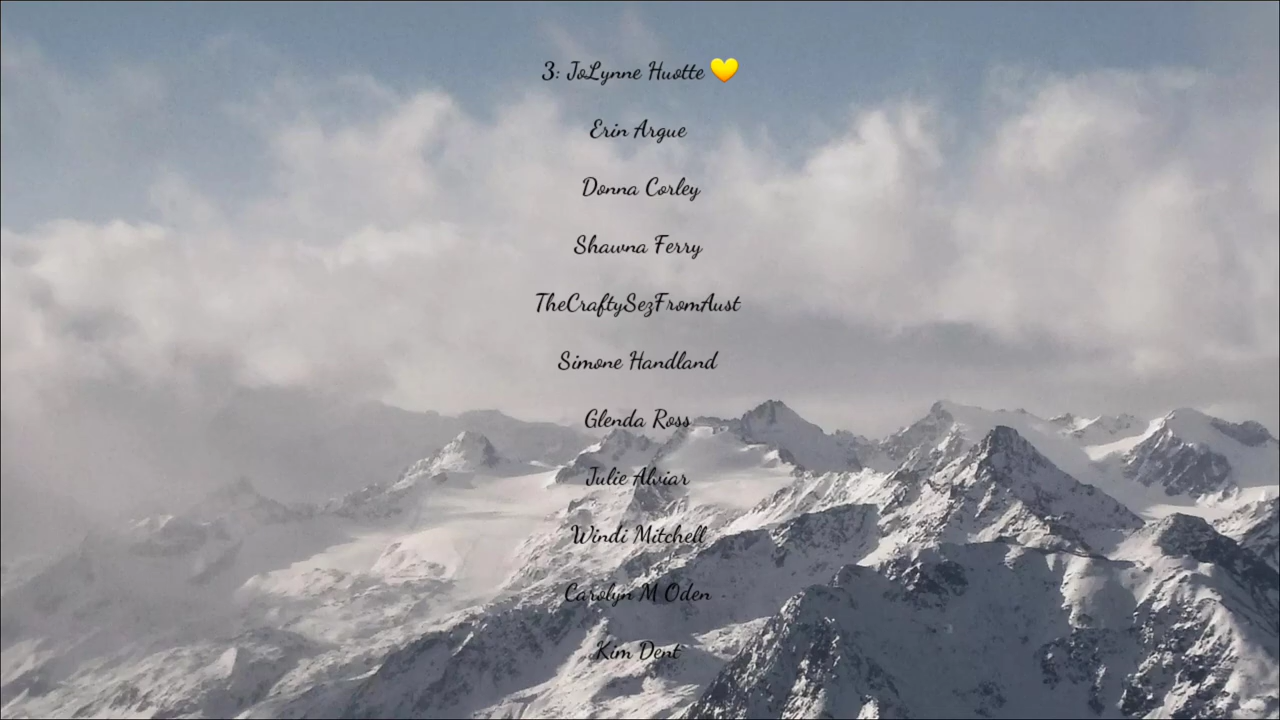 3: JoLynne Huotte 💛
Erin Argue
Donna Corley
Shawna Ferry
TheCraftySezFromAust
Simone Handland
Glenda Ross
Julie Alviar
Windi Mitchell
Carolyn M Oden
Kim Dent